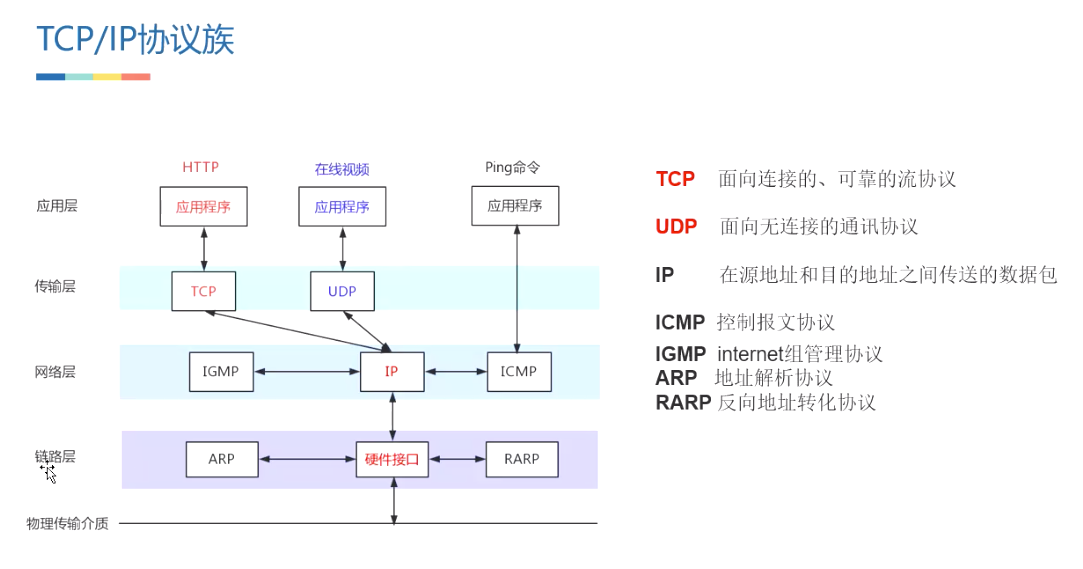 TCP/IP协议族
HTTP
在线视频
Ping命令
应用层
应用程序
应用程序
应用程序
传输层
TCP
UDP
网络层
IGMP
IP
ICMP
链路层
ARP
硬件接口
RARP
物理传输介质
TCP 面向连接的、可靠的流协议
UDP 面向无连接的通讯协议
IP 在源地址和目的地址之间传送的数据包
ICMP 控制报文协议
IGMP internet组管理协议
ARP 地址解析协议
RARP 反向地址转化协议